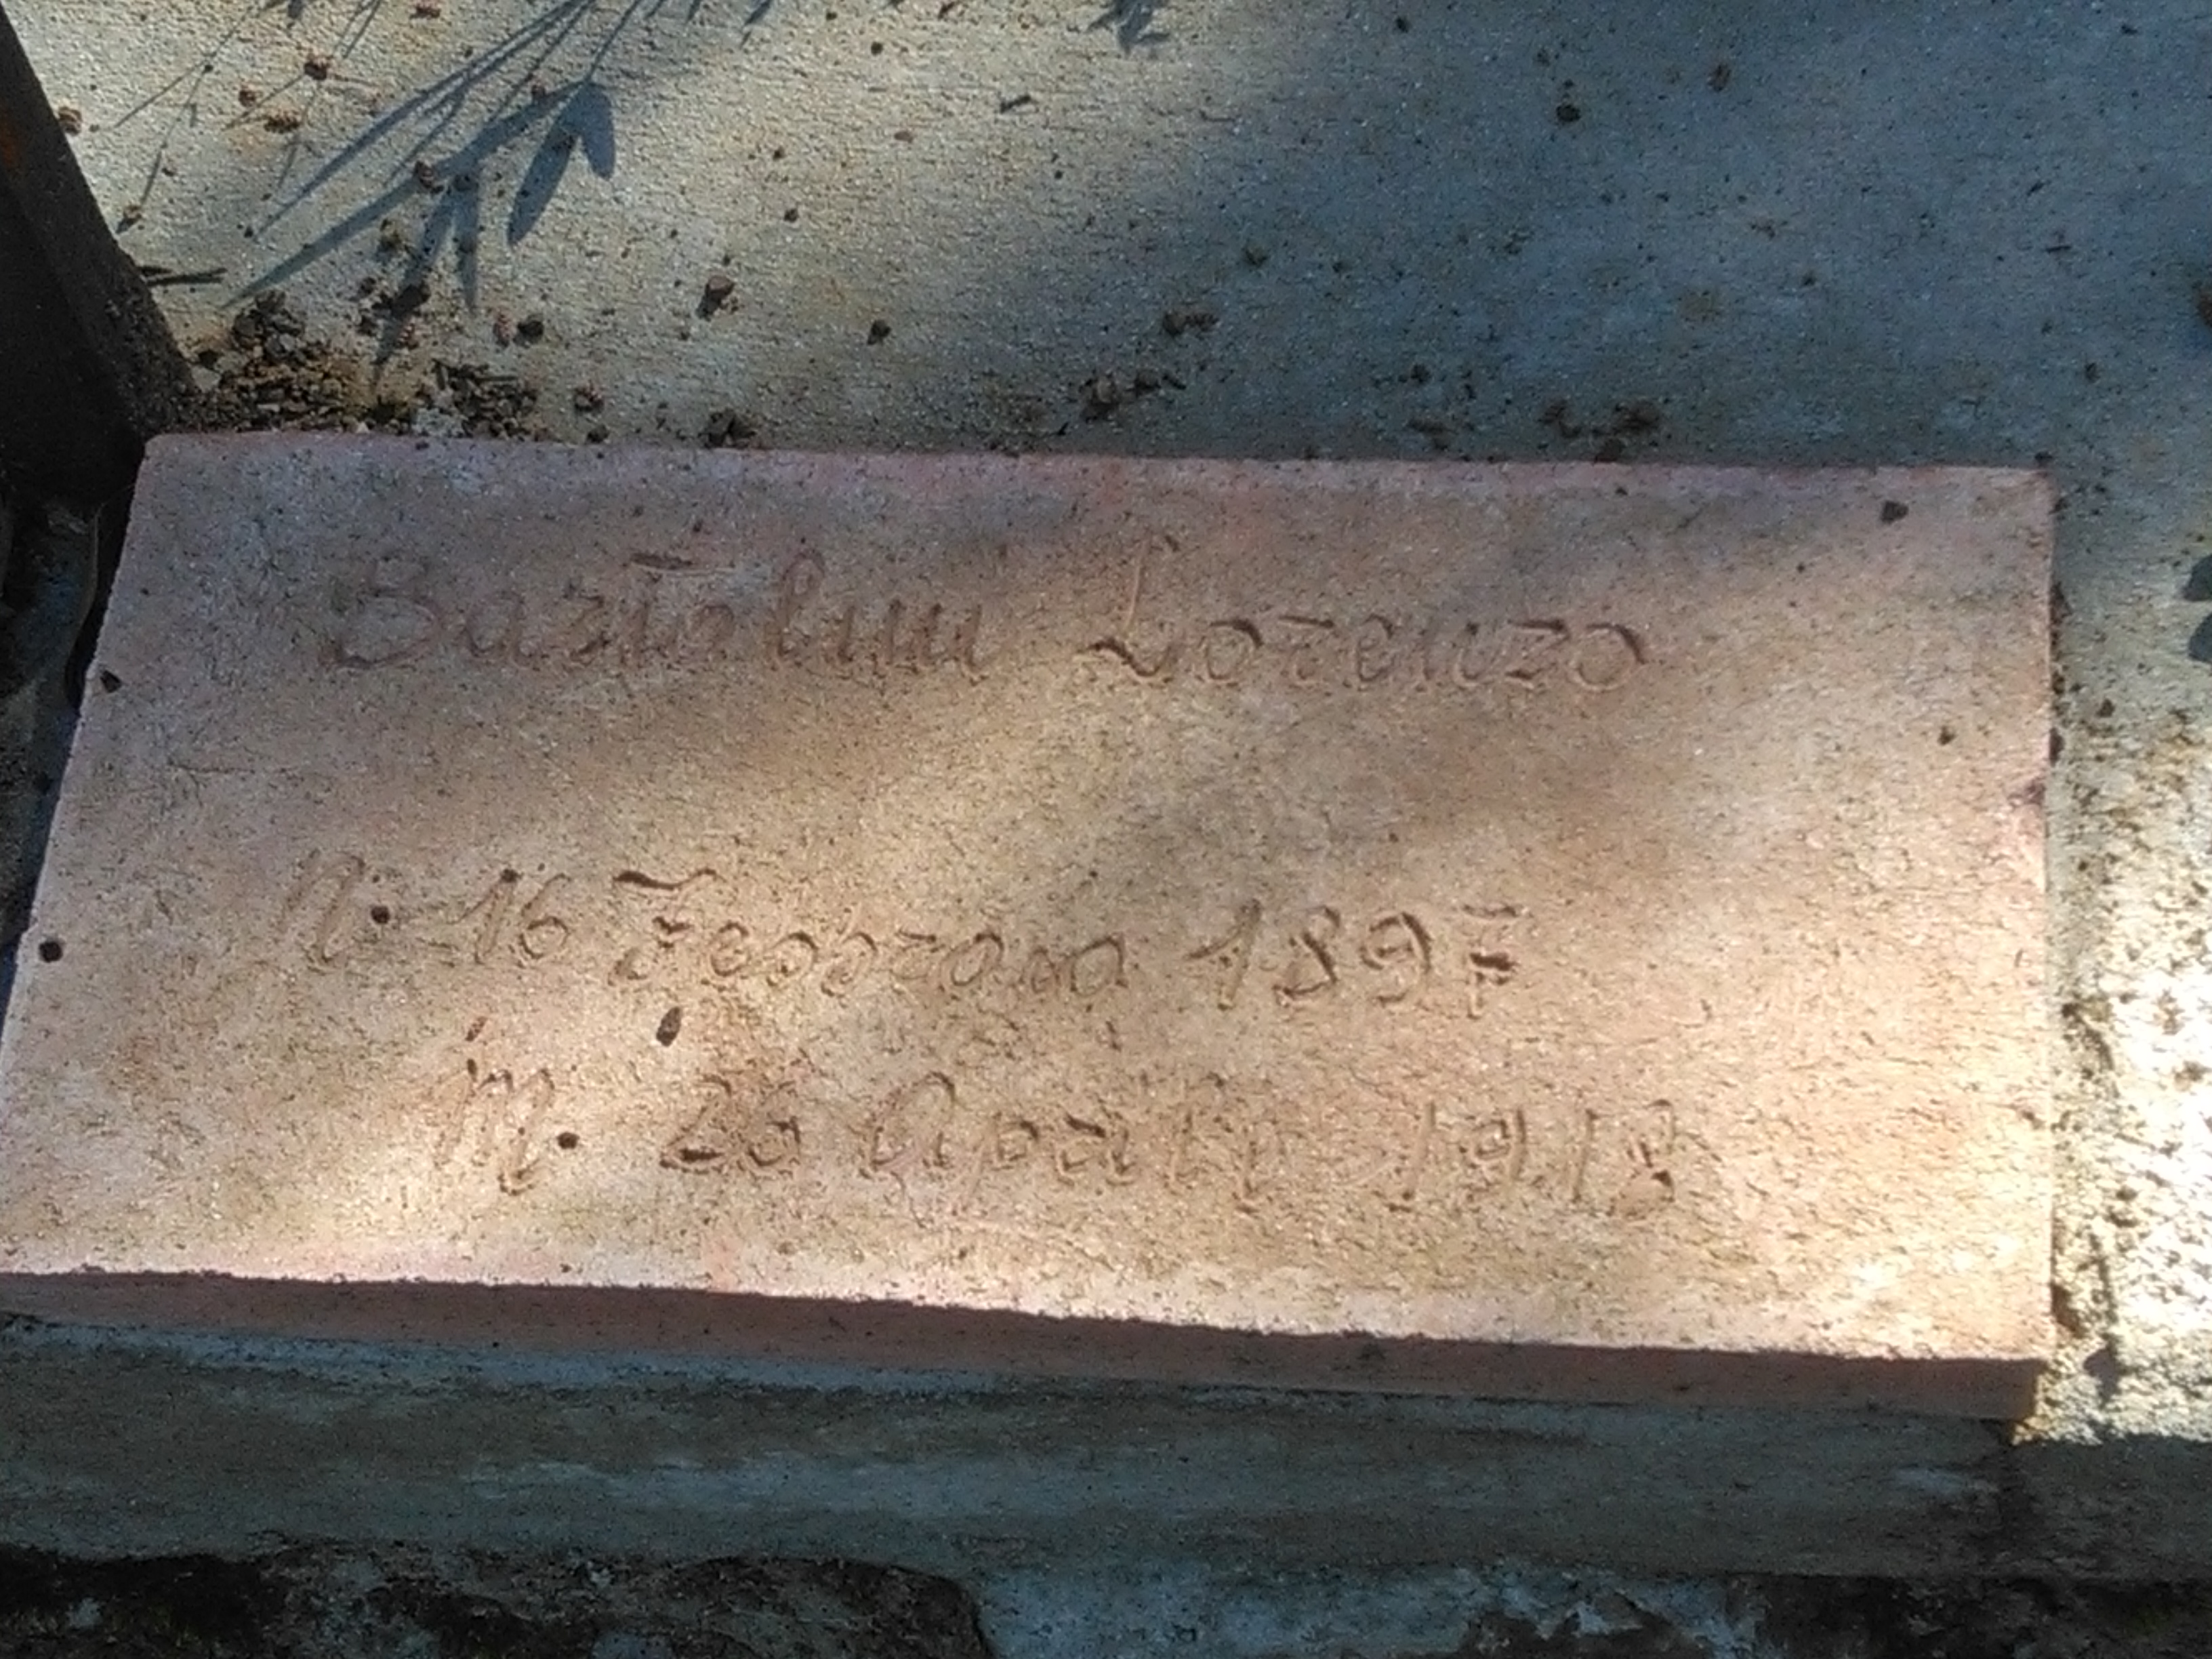 Bartolini Lorenzo
N. 16 Febbraio 1897
M. 26 Aprile 1918